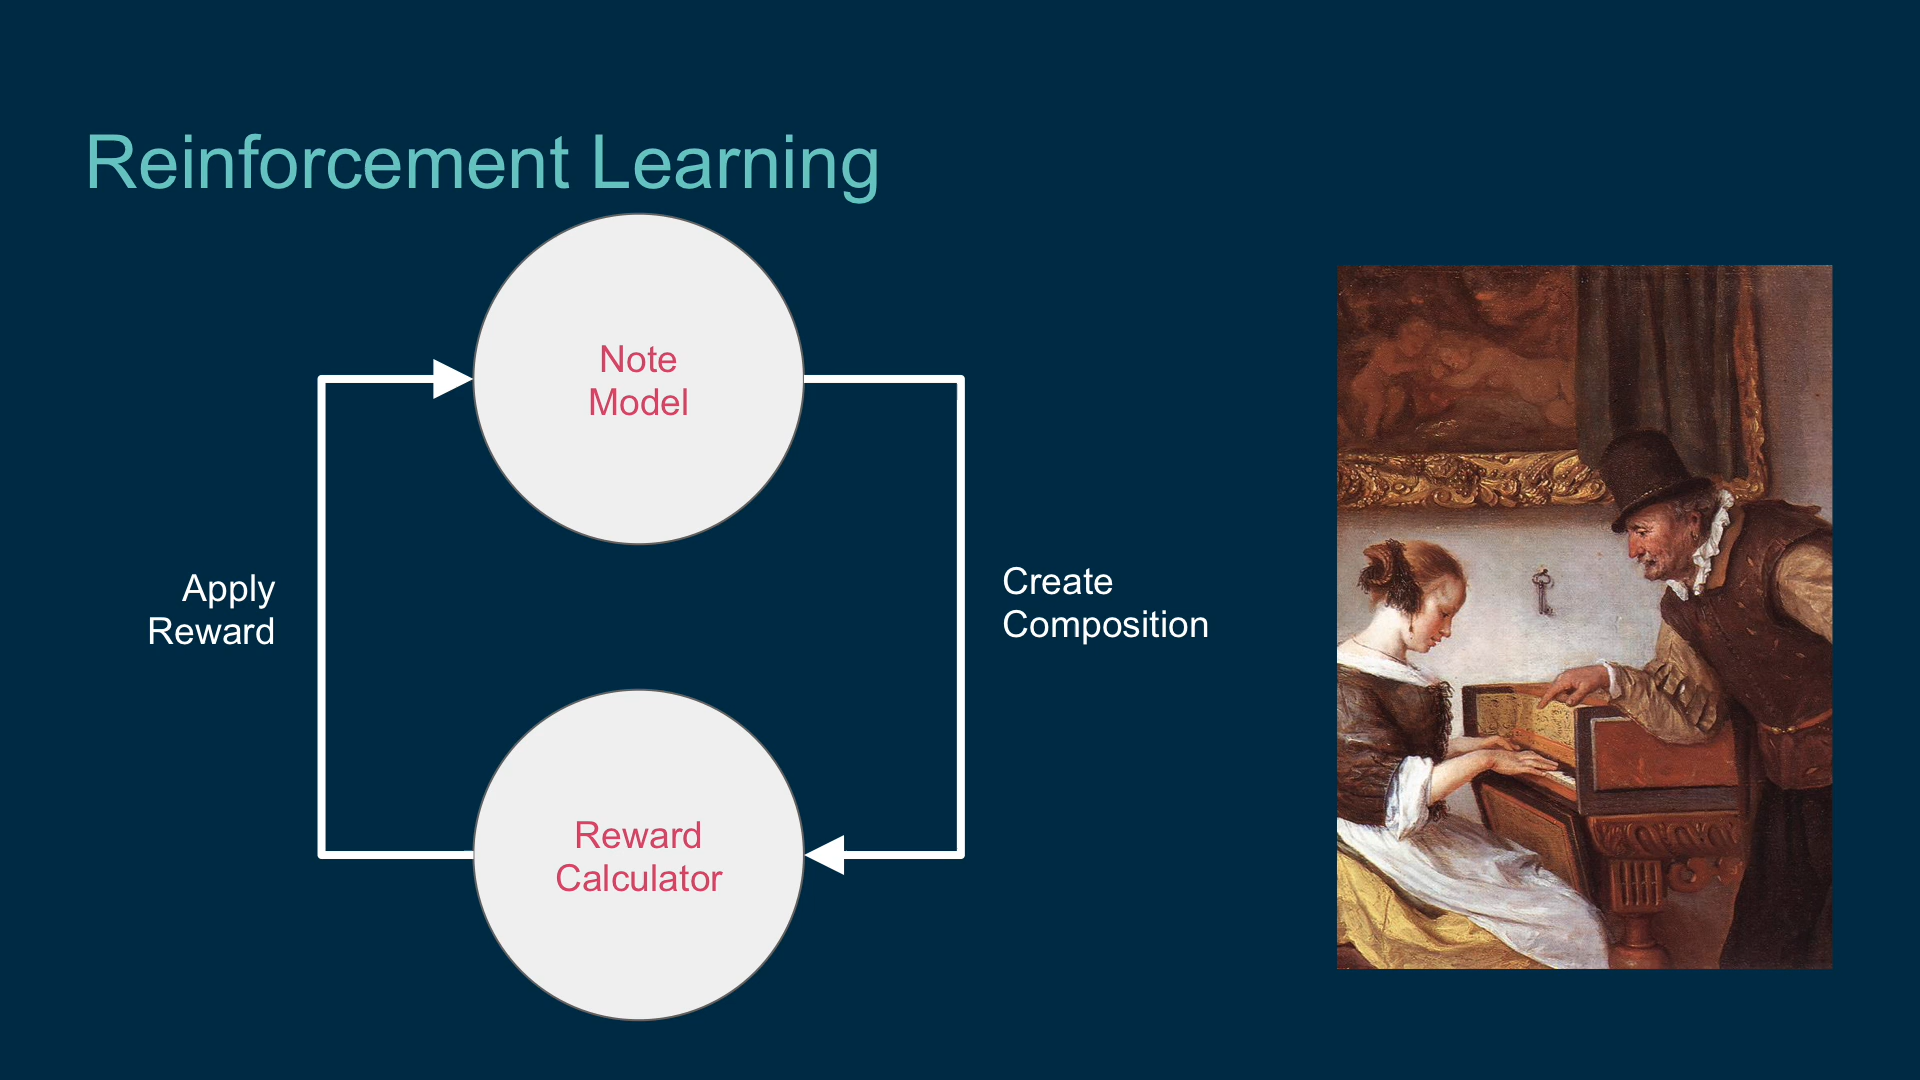 Reinforcement Learning
Note
Model
Apply
Reward
Create
Composition
Reward
Calculator